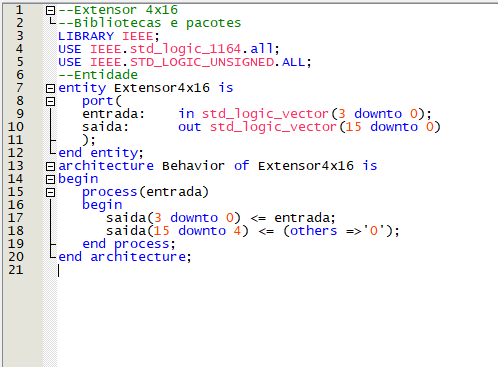 1 --Extensor 4x16
2 --Bibliotecas e pacotes
3 LIBRARY IEEE;
4 USE IEEE.std_logic_1164.all;
5 USE IEEE.STD_LOGIC_UNSIGNED.ALL;
6 --Entidade
7 entity Extensor4x16 is
8 port(
9 entrada: in std_logic_vector(3 downto 0);
10 saida: out std_logic_vector(15 downto 0)
11 );
12 end entity;
13 architecture Behavior of Extensor4x16 is
14 begin
15 process(entrada)
16 begin
17 saida(3 downto 0) <= entrada;
18 saida(15 downto 4) <= (others =>'0');
19 end process;
20 end architecture;
21